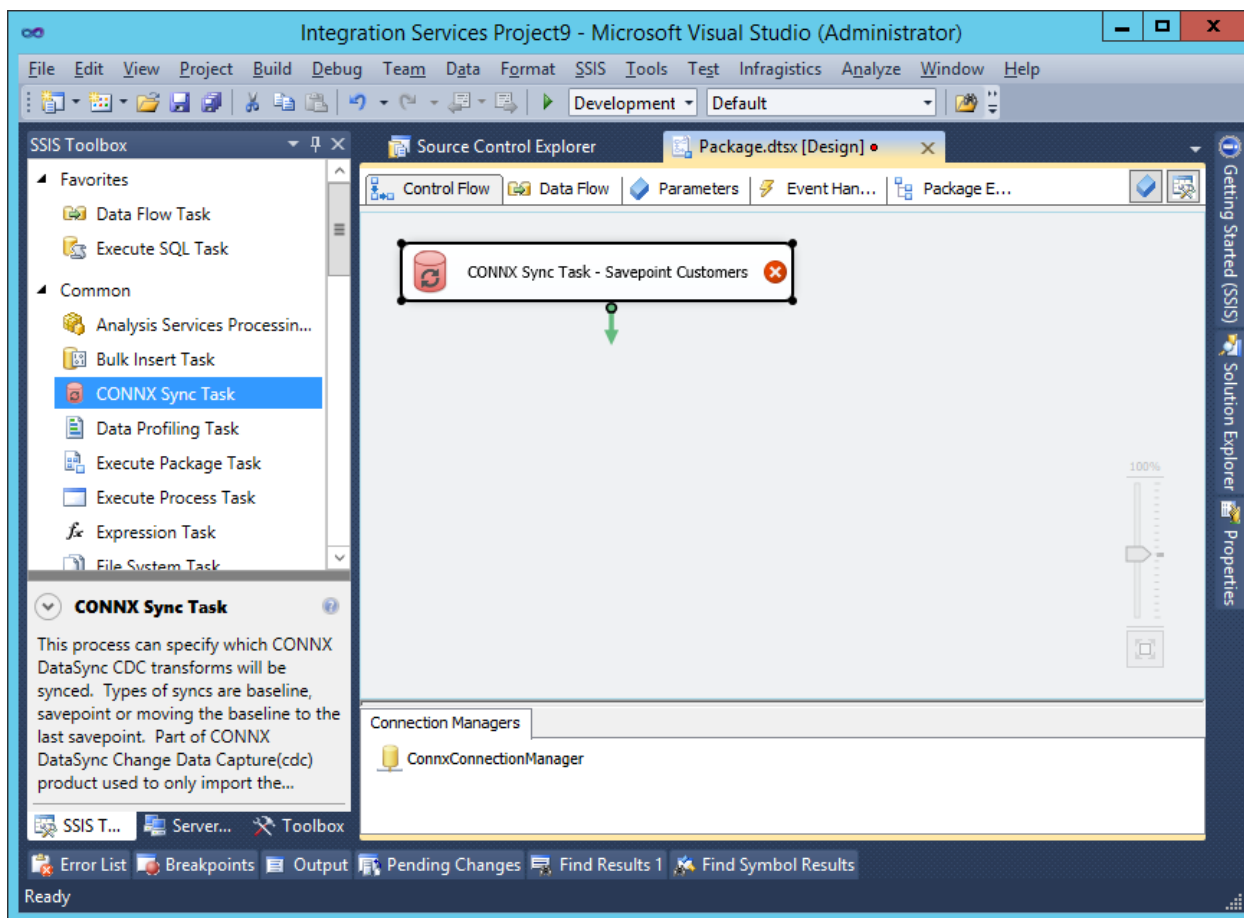 Integration Services Project9 - Microsoft Visual Studio (Administrator)
File Edit View Project Build Debug Team Data Format SSIS Tools Test Infragistics Analyze Window Help
Development Default
SSIS Toolbox
Favorites
Data Flow Task
Execute SQL Task
Common
Analysis Services Processin...
Bulk Insert Task
CONNX Sync Task
Data Profiling Task
Execute Package Task
Execute Process Task
Expression Task
File System Task
CONNX Sync Task
This process can specify which CONNX
DataSync CDC transforms will be
synced. Types of syncs are baseline,
savepoint or moving the baseline to the
last savepoint. Part of CONNX
DataSync Change Data Capture(cdc)
product used to only import the...
SSIS T... Server... Toolbox
Source Control Explorer Package.dtsx [Design]
Control Flow Data Flow Parameters Event Han... Package E...
CONNX Sync Task - Savepoint Customers
100%
Connection Managers
ConnxConnectionManager
Getting Started (SSIS)
Solution Explorer
Properties
Error List Breakpoints Output Pending Changes Find Results 1 Find Symbol Results
Ready